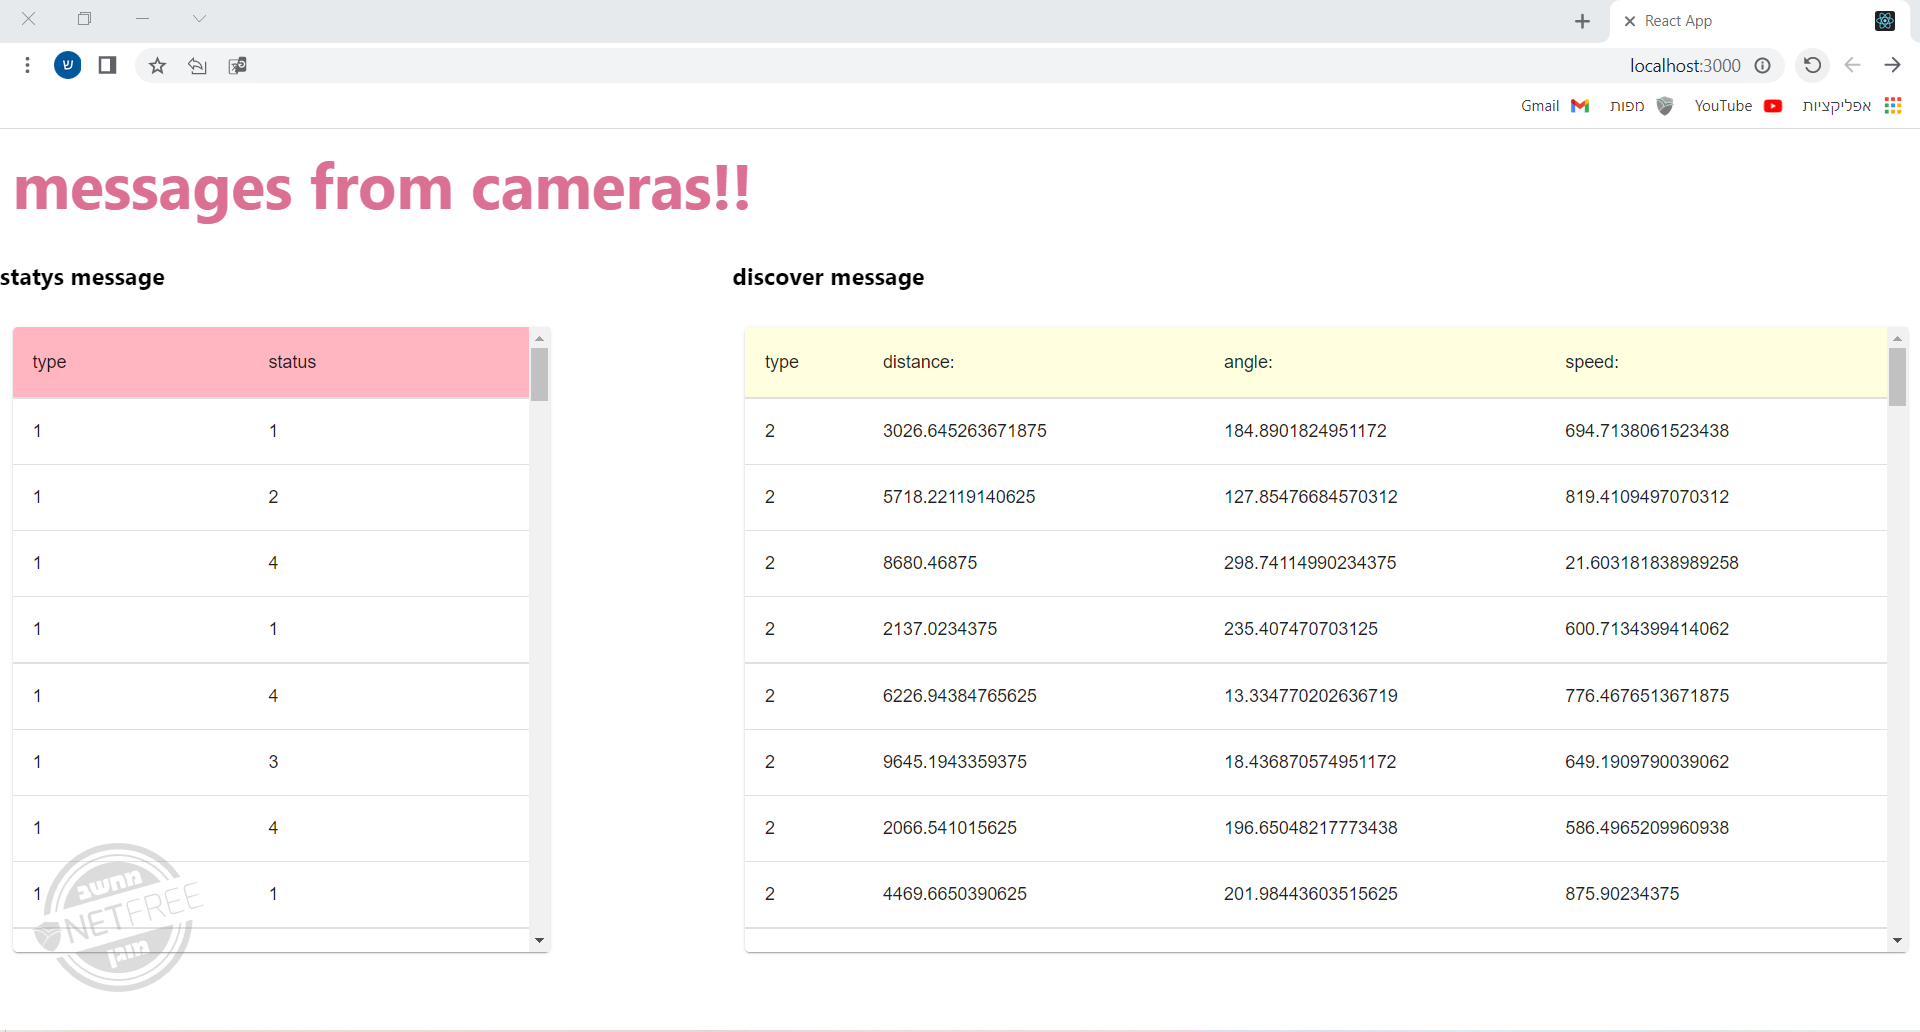 React App
ש
localhost:3000
Gmail מפות YouTube אפליקציות
messages from cameras!!
statys message
type status
1 1
1 2
1 4
1 1
1 4
1 3
1 4
1 1
discover message
type distance: angle: speed:
2 3026.645263671875 184.8901824951172 694.7138061523438
2 5718.22119140625 127.85476684570312 819.4109497070312
2 8680.46875 298.74114990234375 21.603181838989258
2 2137.0234375 235.407470703125 600.7134399414062
2 6226.94384765625 13.334770202636719 776.4676513671875
2 9645.1943359375 18.436870574951172 649.1909790039062
2 2066.541015625 196.65048217773438 586.4965209960938
2 4469.6650390625 201.98443603515625 875.90234375
מחשב
NETFREE
מוגן